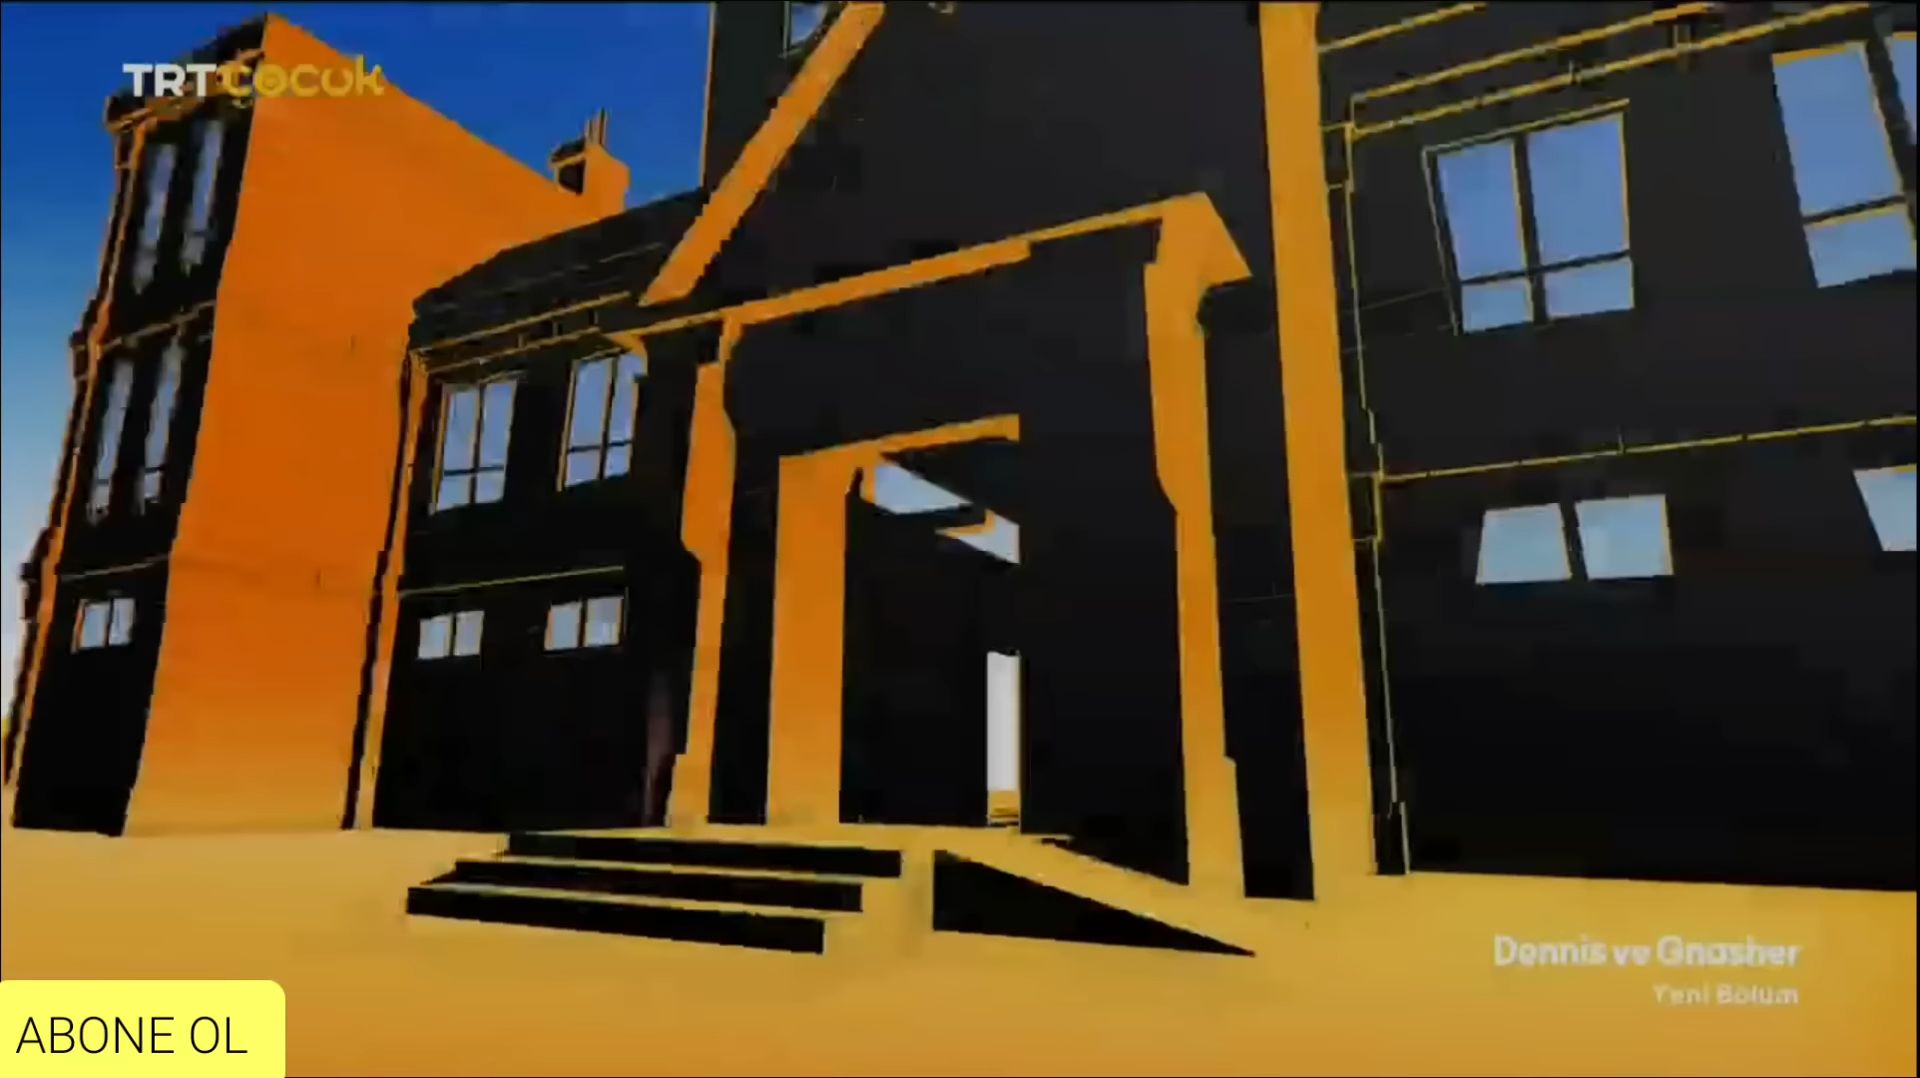 TRT çocuk
Dennis ve Gnasher
Yeni Bölüm
ABONE OL